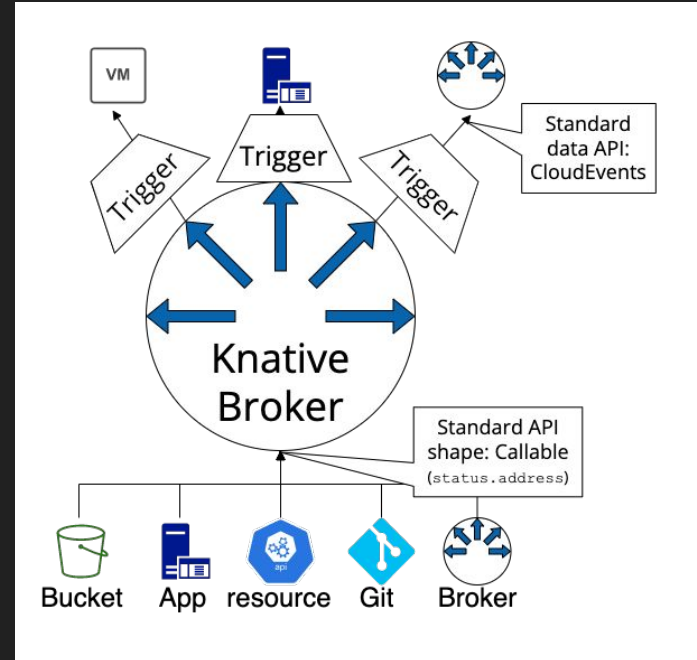 VM
Trigger
Trigger
Trigger
Standard
data API:
CloudEvents
Knative
Broker
Standard API
shape: Callable
(status.address)
api
Bucket
App
resource
Git
Broker